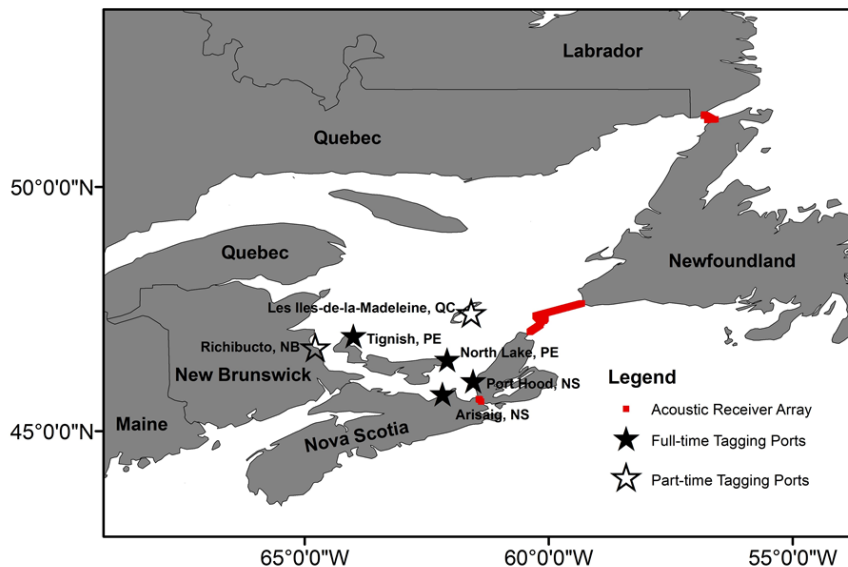 Labrador
Quebec
50°0'0"N
Quebec
Newfoundland
Les Iles-de-la-Madeleine, QC
Tignish, PE
Richibucto, NB
North Lake, PE
New Brunswick
Port Hood, NS
Legend
Arisaig, NS
Acoustic Receiver Array
Maine
45°0'0"N
Nova Scotia
Full-time Tagging Ports
Part-time Tagging Ports
65°0'0"W
60°0'0"W
55°0'0"W